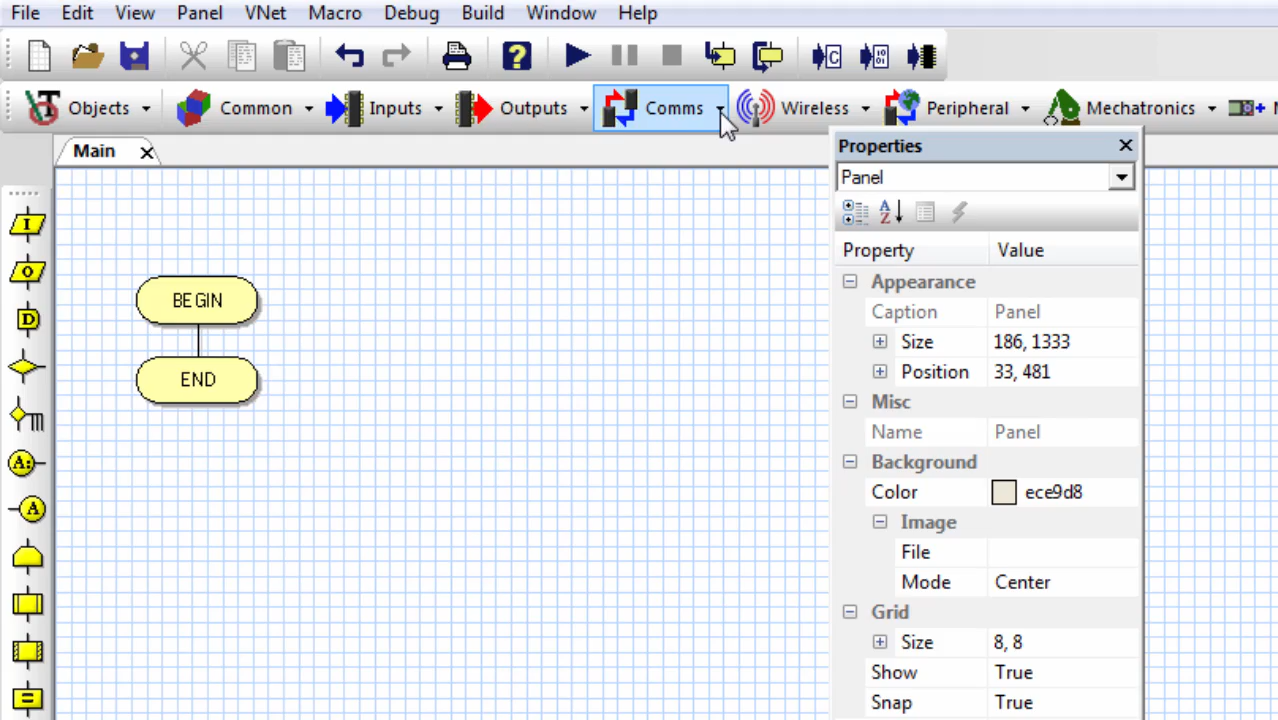 File Edit View Panel VNet Macro Debug Build Window Help
Objects Common Inputs Outputs Comms Wireless Peripheral Mechatronics
Main
Properties
Panel
Property Value
Appearance
Caption Panel
Size 186, 1333
Position 33, 481
Misc
Name Panel
Background
Color ece9d8
Image
File
Mode Center
Grid
Size 8, 8
Show True
Snap True
BEGIN
END
I
O
D
A:
A